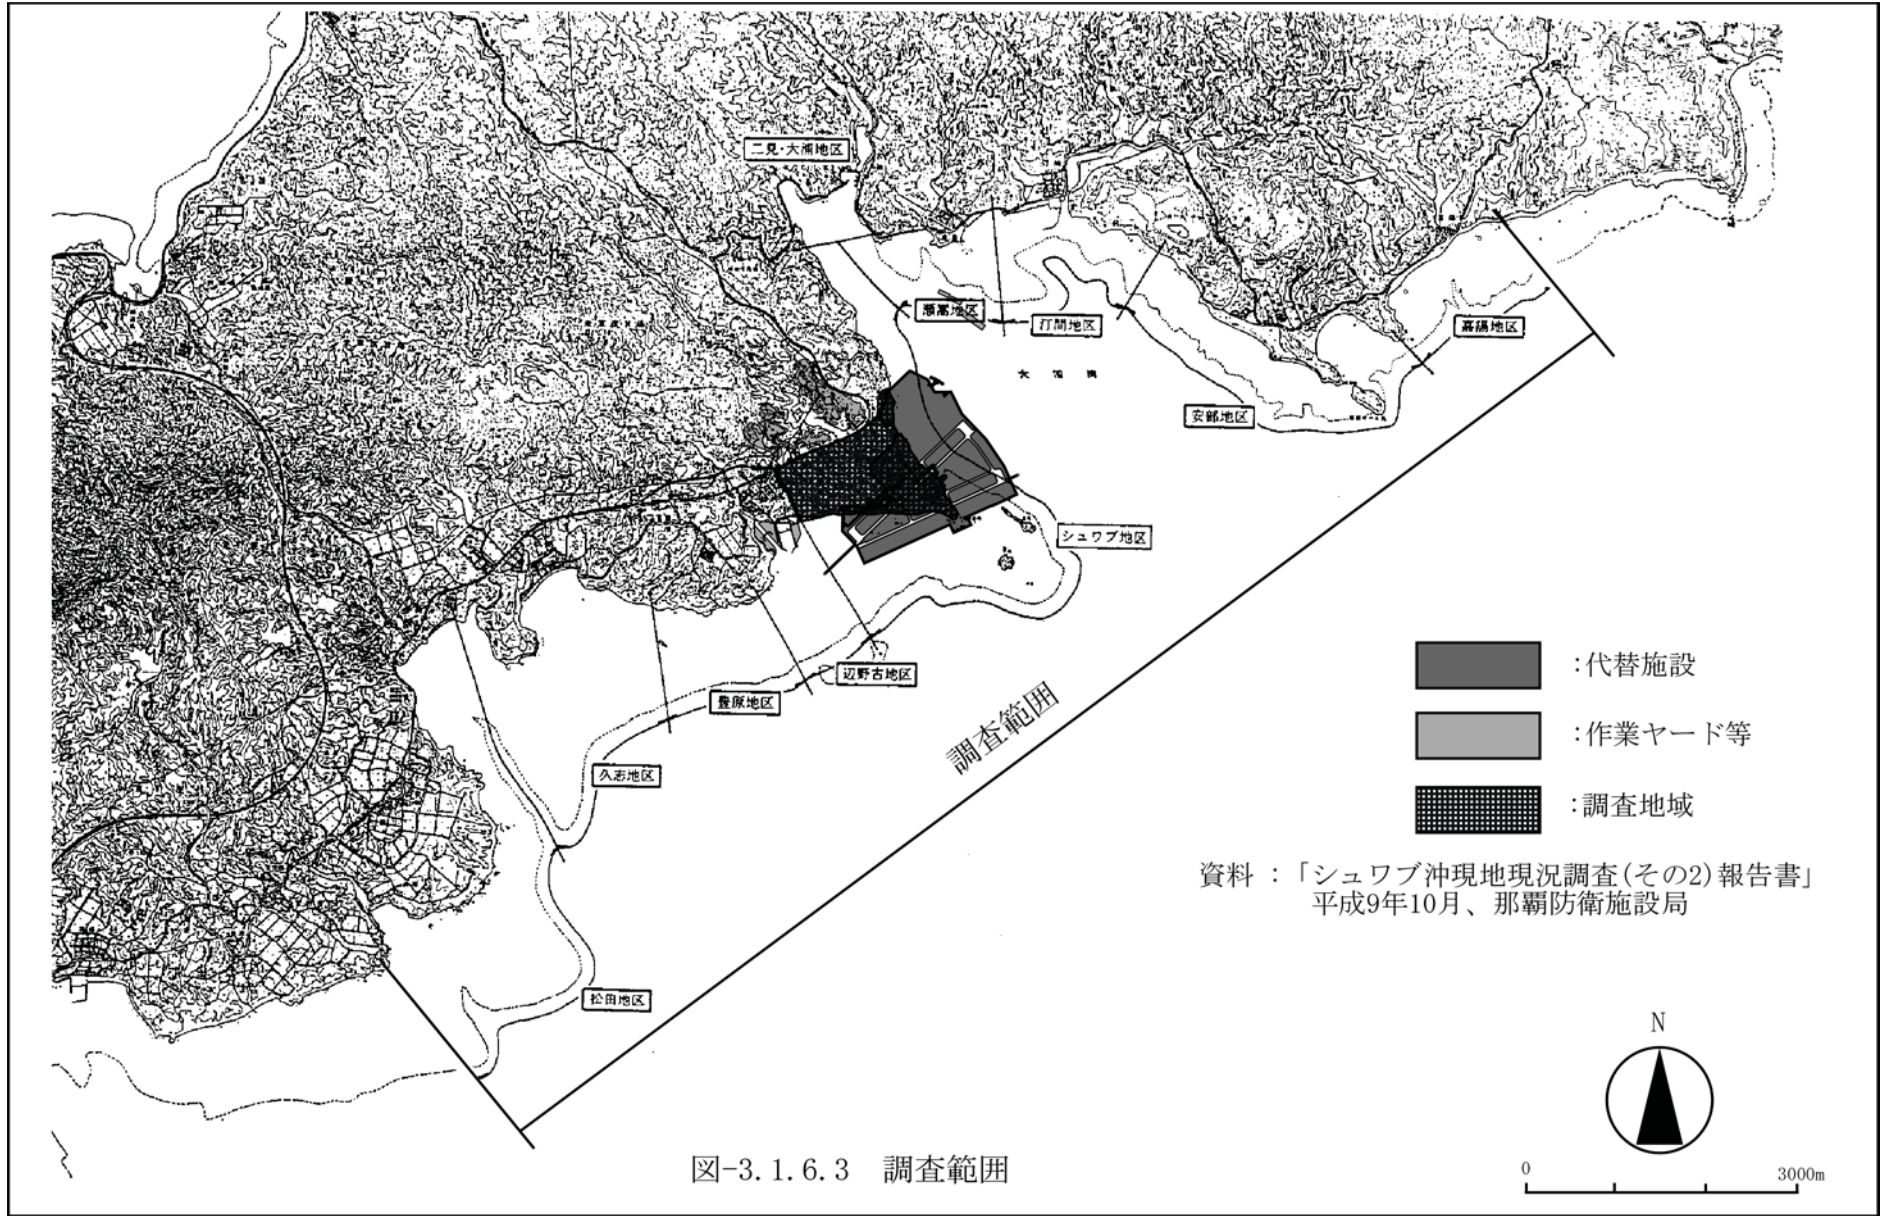 二見・大浦地区
瀬嵩地区
汀間地区
嘉陽地区
大浦湾
安部地区
シュワブ地区
辺野古地区
豊原地区
久志地区
松田地区
調査範囲
:代替施設
:作業ヤード等
:調査地域
資料 : 「シュワブ沖現地現況調査(その2)報告書」
平成9年10月、那覇防衛施設局
N
0 3000m
図-3.1.6.3 調査範囲